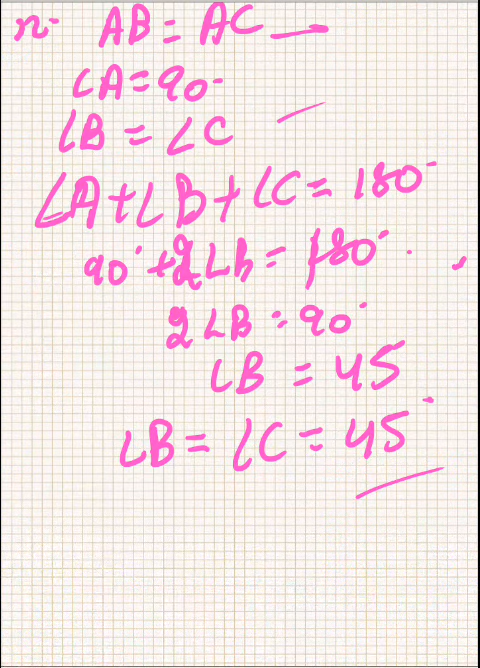 n- AB = AC —
∠A = 90°
∠B = ∠C
∠A + ∠B + ∠C = 180°
90° + 2∠B = 180°.
2∠B = 90°
∠B = 45°
∠B = ∠C = 45°